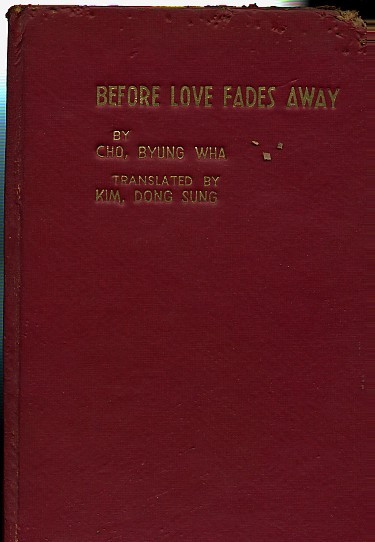 BEFORE LOVE FADES AWAY
BY
CHO, BYUNG WHA
TRANSLATED BY
KIM, DONG SUNG